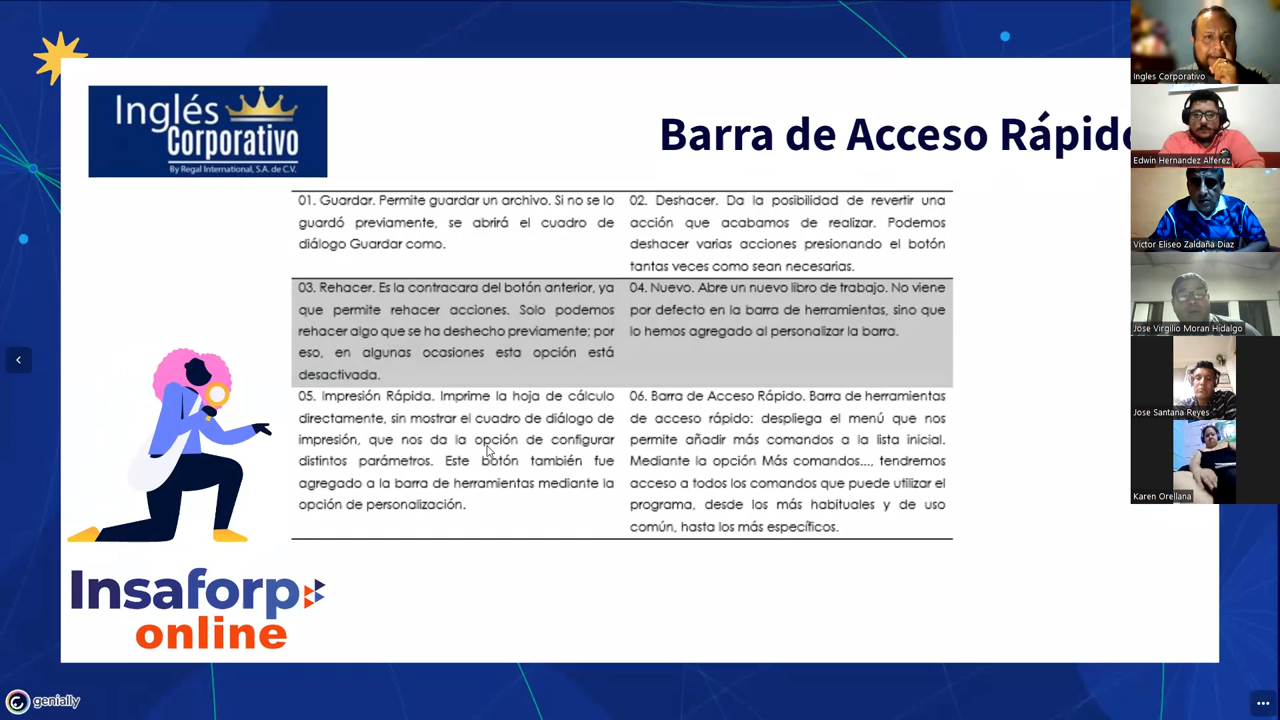 Inglés
Corporativo
By Regal International, S.A. de C.V.
Barra de Acceso Rápido
01. Guardar. Permite guardar un archivo. Si no se lo
guardó previamente, se abrirá el cuadro de
diálogo Guardar como.
02. Deshacer. Da la posibilidad de revertir una
acción que acabamos de realizar. Podemos
deshacer varias acciones presionando el botón
tantas veces como sean necesarias.
03. Rehacer. Es la contracara del botón anterior, ya
que permite rehacer acciones. Solo podemos
rehacer algo que se ha deshecho previamente; por
eso, en algunas ocasiones esta opción está
desactivada.
04. Nuevo. Abre un nuevo libro de trabajo. No viene
por defecto en la barra de herramientas, sino que
lo hemos agregado al personalizar la barra.
05. Impresión Rápida. Imprime la hoja de cálculo
directamente, sin mostrar el cuadro de diálogo de
impresión, que nos da la opción de configurar
distintos parámetros. Este botón también fue
agregado a la barra de herramientas mediante la
opción de personalización.
06. Barra de Acceso Rápido. Barra de herramientas
de acceso rápido: despliega el menú que nos
permite añadir más comandos a la lista inicial.
Mediante la opción Más comandos..., tendremos
acceso a todos los comandos que puede utilizar el
programa, desde los más habituales y de uso
común, hasta los más específicos.
Insaforp
online
genially
Ingles Corporativo
Edwin Hernandez Alferez
Victor Eliseo Zaldaña Diaz
Jose Virgilio Moran Hidalgo
Jose Santana Reyes
Karen Orellana